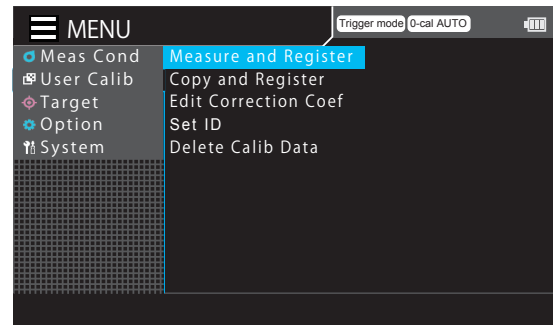 MENU
Trigger mode 0-cal AUTO
Meas Cond
User Calib
Target
Option
System
Measure and Register
Copy and Register
Edit Correction Coef
Set ID
Delete Calib Data